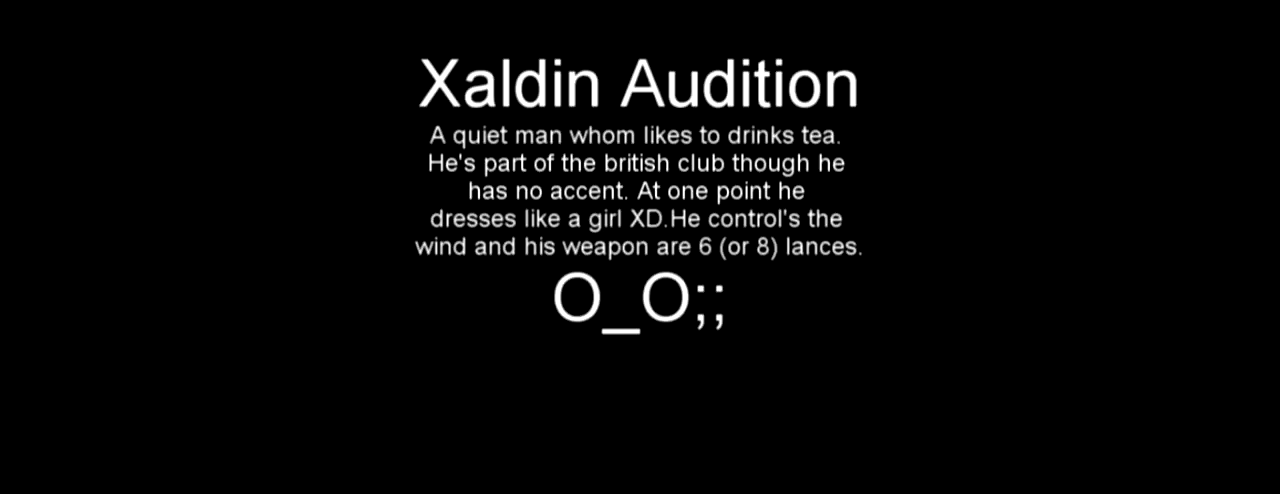 Xaldin Audition
A quiet man whom likes to drinks tea.
He's part of the british club though he
has no accent. At one point he
dresses like a girl XD.He control's the
wind and his weapon are 6 (or 8) lances.
O_O;;